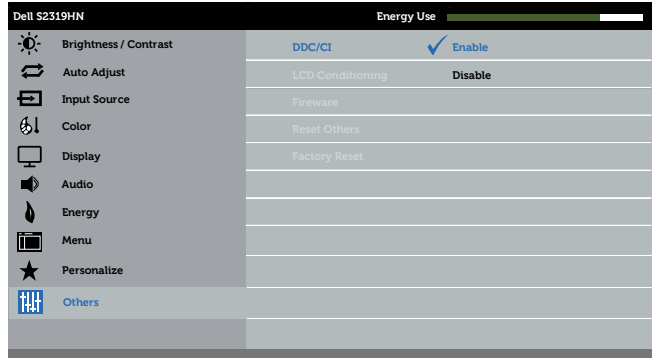 Dell S2319HN Energy Use
Brightness / Contrast DDC/CI Enable
Auto Adjust LCD Conditioning Disable
Input Source Fireware
Color Reset Others
Display Factory Reset
Audio
Energy
Menu
Personalize
Others